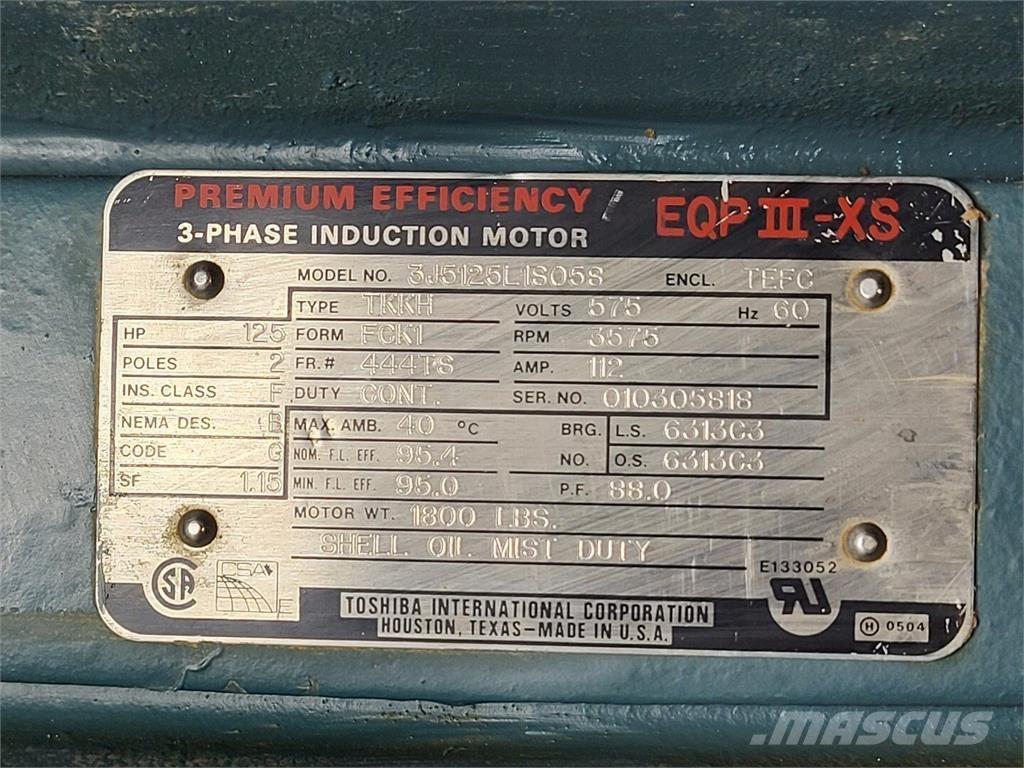 PREMIUM EFFICIENCY EQP III-XS
3-PHASE INDUCTION MOTOR
MODEL NO. 3J5125L1S058 ENCL. TEFC
TYPE TKKH VOLTS 575 Hz 60
HP 125 FORM FCK1 RPM 3575
POLES 2 FR.# 444TS AMP. 112
INS. CLASS F DUTY CONT. SER. NO. 010305818
NEMA DES. B MAX. AMB. 40 °C BRG. L.S. 6313C3
CODE G NOM. F.L. EFF. 95.4 NO. O.S. 6313C3
SF 1.15 MIN. F.L. EFF. 95.0 P.F. 88.0
MOTOR WT. 1800 LBS.
SHELL OIL MIST DUTY
E133052
CSA
E
TOSHIBA INTERNATIONAL CORPORATION
HOUSTON, TEXAS-MADE IN U.S.A.
H 0504
MASCUS